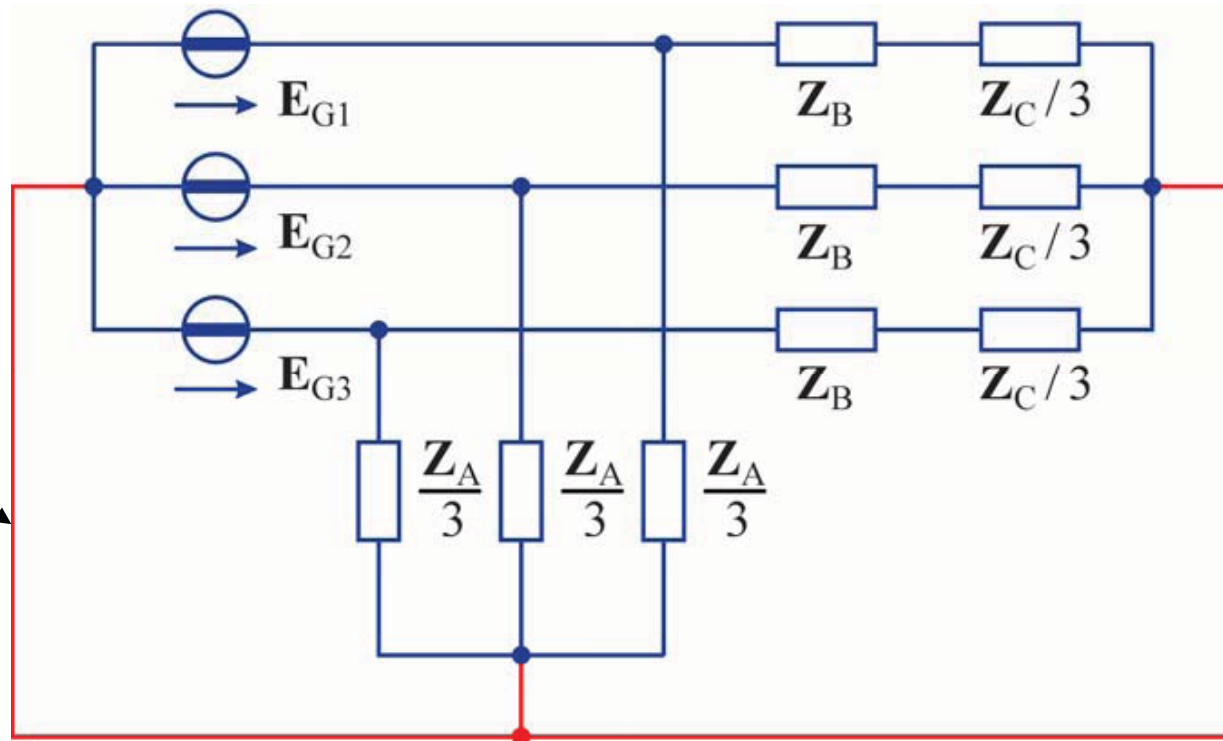 E_G1
Z_B Z_C / 3
E_G2
Z_B Z_C / 3
E_G3
Z_B Z_C / 3
Z_A Z_A Z_A
3 3 3